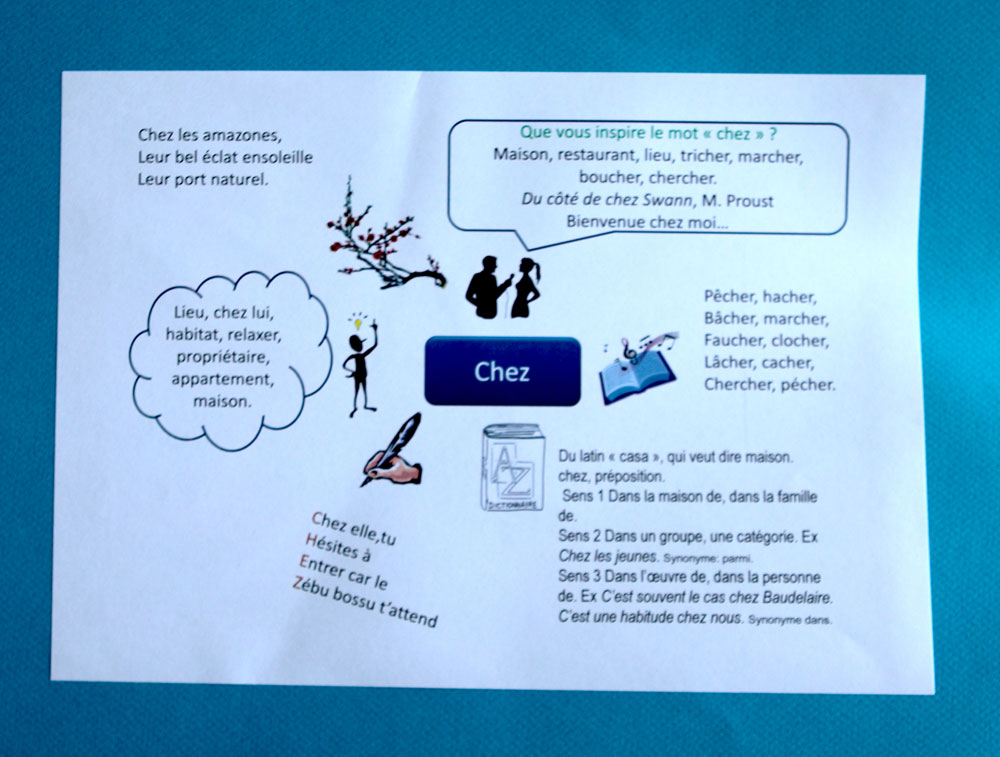 Chez les amazones,
Leur bel éclat ensoleille
Leur port naturel.
Que vous inspire le mot « chez » ?
Maison, restaurant, lieu, tricher, marcher,
boucher, chercher.
Du côté de chez Swann, M. Proust
Bienvenue chez moi...
Lieu, chez lui,
habitat, relaxer,
propriétaire,
appartement,
maison.
Chez
Pêcher, hacher,
Bâcher, marcher,
Faucher, clocher,
Lâcher, cacher,
Chercher, pécher.
A
Z
DICTIONNAIRE
Du latin « casa », qui veut dire maison.
chez, préposition.
Sens 1 Dans la maison de, dans la famille
de.
Sens 2 Dans un groupe, une catégorie. Ex
Chez les jeunes. Synonyme: parmi.
Sens 3 Dans l'œuvre de, dans la personne
de. Ex C'est souvent le cas chez Baudelaire.
C'est une habitude chez nous. Synonyme dans.
Chez elle,tu
Hésites à
Entrer car le
Zébu bossu t'attend